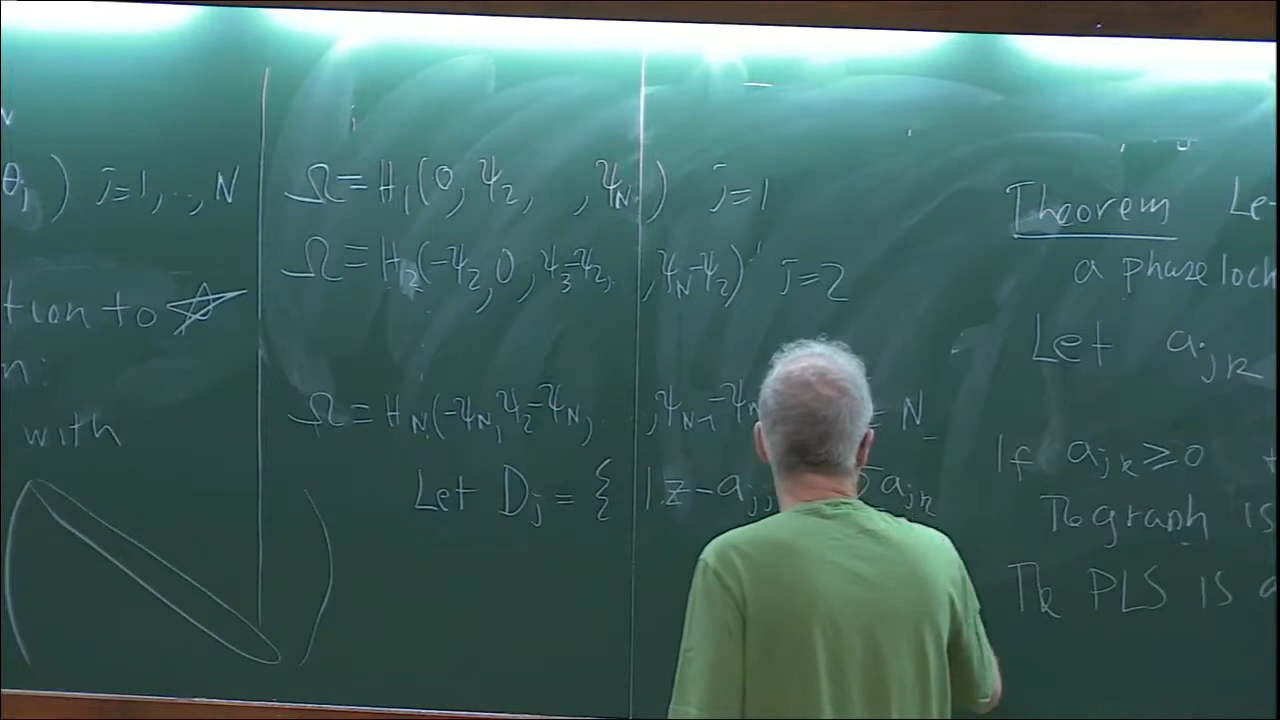 θj) j=1,..,N
tion to ☆
n:
with
Ω = H1(0, ψ2, , ψN) j=1
Ω = H2(-ψ2, 0, ψ3-ψ2, , ψN-ψ2) j=2
Ω = HN(-ψN, ψ2-ψN, , ψN-1-ψN = N
Let Dj = { |z - ajj ajk
Theorem Le
a phase lock
Let ajk
If ajk ≥ 0
The graph is
The PLS is a